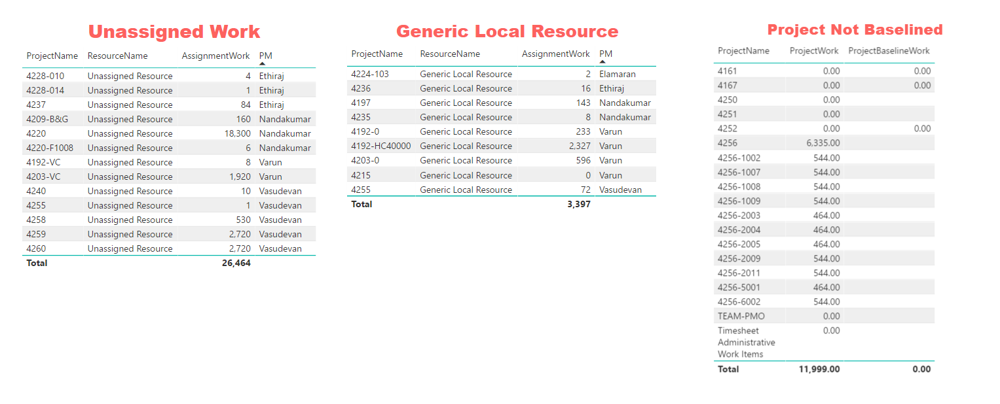 Unassigned Work
ProjectName ResourceName AssignmentWork PM
4228-010 Unassigned Resource 4 Ethiraj
4228-014 Unassigned Resource 1 Ethiraj
4237 Unassigned Resource 84 Ethiraj
4209-B&G Unassigned Resource 160 Nandakumar
4220 Unassigned Resource 18,300 Nandakumar
4220-F1008 Unassigned Resource 6 Nandakumar
4192-VC Unassigned Resource 8 Varun
4203-VC Unassigned Resource 1,920 Varun
4240 Unassigned Resource 10 Vasudevan
4255 Unassigned Resource 1 Vasudevan
4258 Unassigned Resource 530 Vasudevan
4259 Unassigned Resource 2,720 Vasudevan
4260 Unassigned Resource 2,720 Vasudevan
Total 26,464
Generic Local Resource
ProjectName ResourceName AssignmentWork PM
4224-103 Generic Local Resource 2 Elamaran
4236 Generic Local Resource 16 Ethiraj
4197 Generic Local Resource 143 Nandakumar
4235 Generic Local Resource 8 Nandakumar
4192-0 Generic Local Resource 233 Varun
4192-HC40000 Generic Local Resource 2,327 Varun
4203-0 Generic Local Resource 596 Varun
4215 Generic Local Resource 0 Varun
4255 Generic Local Resource 72 Vasudevan
Total 3,397
Project Not Baselined
ProjectName ProjectWork ProjectBaselineWork
4161 0.00 0.00
4167 0.00 0.00
4250 0.00
4251 0.00
4252 0.00 0.00
4256 6,335.00
4256-1002 544.00
4256-1007 544.00
4256-1008 544.00
4256-1009 544.00
4256-2003 464.00
4256-2004 464.00
4256-2005 464.00
4256-2009 544.00
4256-2011 544.00
4256-5001 464.00
4256-6002 544.00
TEAM-PMO 0.00
Timesheet 0.00
Administrative
Work Items
Total 11,999.00 0.00